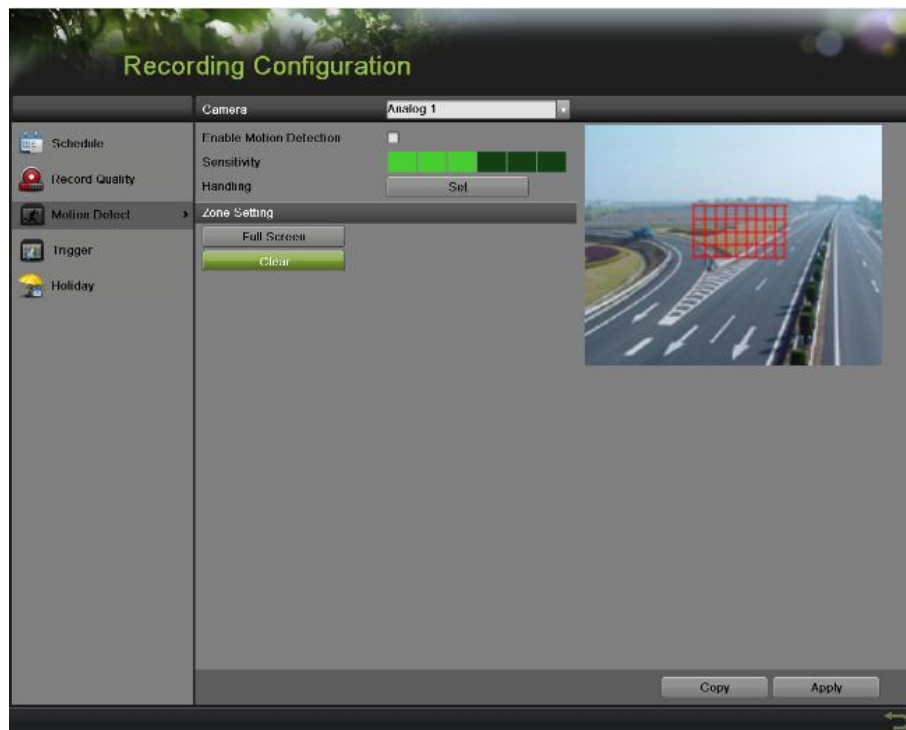 Recording Configuration
Camera
Analog 1
Schedule
Record Quality
Motion Detect
Trigger
Holiday
Enable Motion Detection
Sensitivity
Handling
Set
Zone Setting
Full Screen
Clear
Copy
Apply